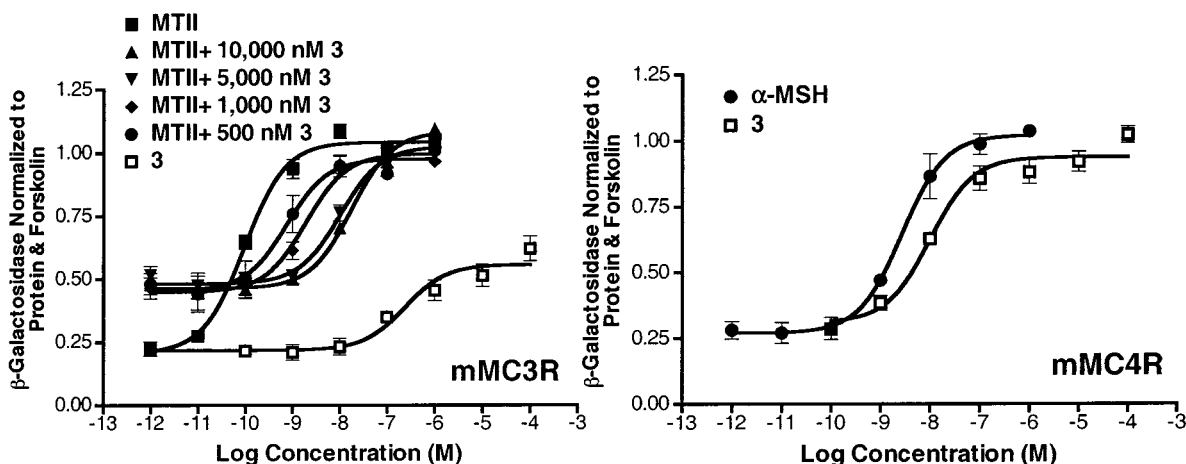 MTII
MTII+ 10,000 nM 3
MTII+ 5,000 nM 3
MTII+ 1,000 nM 3
MTII+ 500 nM 3
3
β-Galactosidase Normalized to
Protein & Forskolin
1.25
1.00
0.75
0.50
0.25
0.00
mMC3R
-13 -12 -11 -10 -9 -8 -7 -6 -5 -4 -3
Log Concentration (M)
α-MSH
3
β-Galactosidase Normalized to
Protein & Forskolin
1.25
1.00
0.75
0.50
0.25
0.00
mMC4R
-13 -12 -11 -10 -9 -8 -7 -6 -5 -4 -3
Log Concentration (M)